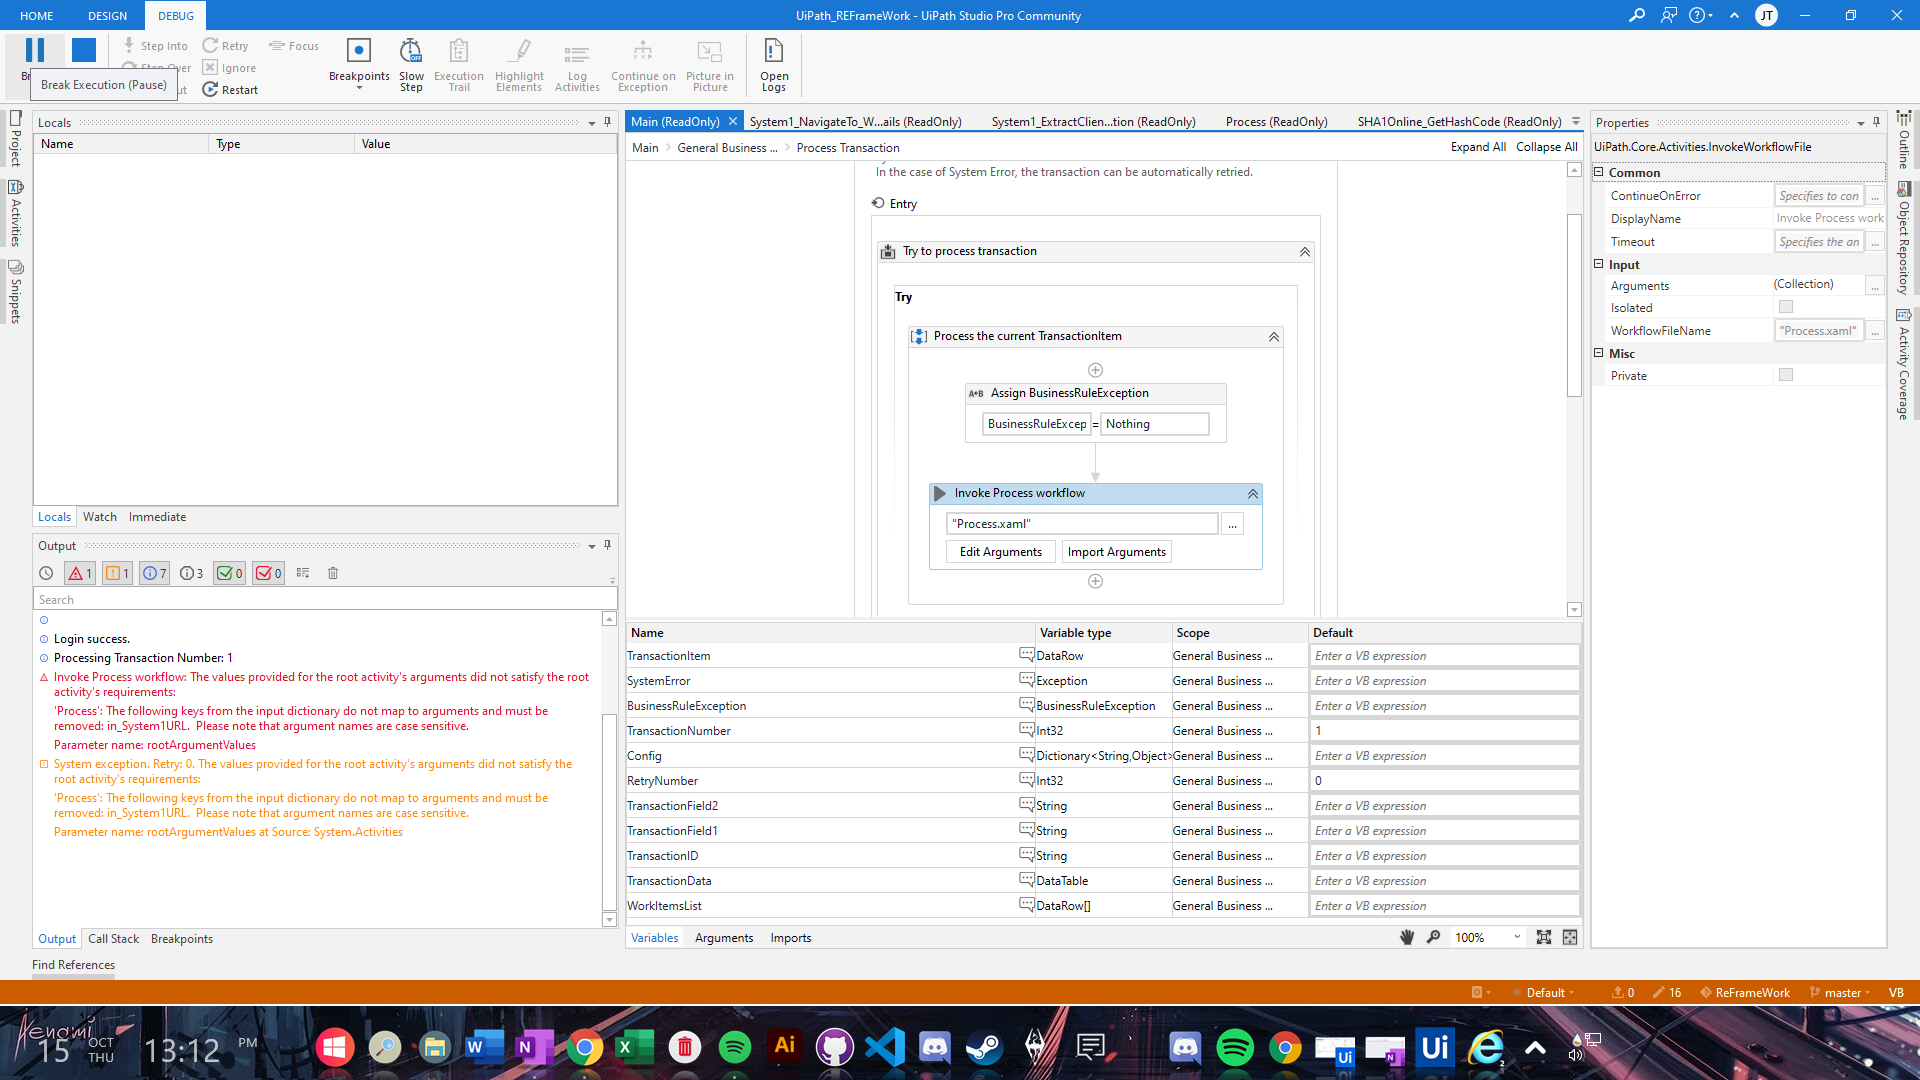 HOME
DESIGN
DEBUG
UiPath_REFrameWork - UiPath Studio Pro Community
JT
Step Into
Retry
Focus
Step Over
Ignore
Restart
Break Execution (Pause)
Breakpoints
Slow
Step
Execution
Trail
Highlight
Elements
Log
Activities
Continue on
Exception
Picture in
Picture
Open
Logs
Project
Activities
Snippets
Locals
Name
Type
Value
Locals
Watch
Immediate
Output
1
1
7
3
0
0
Search
Login success.
Processing Transaction Number: 1
Invoke Process workflow: The values provided for the root activity's arguments did not satisfy the root
activity's requirements:
'Process': The following keys from the input dictionary do not map to arguments and must be
removed: in_System1URL.  Please note that argument names are case sensitive.
Parameter name: rootArgumentValues
System exception. Retry: 0. The values provided for the root activity's arguments did not satisfy the
root activity's requirements:
'Process': The following keys from the input dictionary do not map to arguments and must be
removed: in_System1URL.  Please note that argument names are case sensitive.
Parameter name: rootArgumentValues at Source: System.Activities
Output
Call Stack
Breakpoints
Find References
Main (ReadOnly)
System1_NavigateTo_W...ails (ReadOnly)
System1_ExtractClien...tion (ReadOnly)
Process (ReadOnly)
SHA1Online_GetHashCode (ReadOnly)
Main
General Business ...
Process Transaction
Expand All
Collapse All
In the case of System Error, the transaction can be automatically retried.
Entry
Try to process transaction
Try
Process the current TransactionItem
A+B Assign BusinessRuleException
BusinessRuleExcep = Nothing
Invoke Process workflow
"Process.xaml"
...
Edit Arguments
Import Arguments
Name
Variable type
Scope
Default
TransactionItem DataRow General Business ... Enter a VB expression
SystemError Exception General Business ... Enter a VB expression
BusinessRuleException BusinessRuleException General Business ... Enter a VB expression
TransactionNumber Int32 General Business ... 1
Config Dictionary<String,Object> General Business ... Enter a VB expression
RetryNumber Int32 General Business ... 0
TransactionField2 String General Business ... Enter a VB expression
TransactionField1 String General Business ... Enter a VB expression
TransactionID String General Business ... Enter a VB expression
TransactionData DataTable General Business ... Enter a VB expression
WorkItemsList DataRow[] General Business ... Enter a VB expression
Variables
Arguments
Imports
100%
Properties
UiPath.Core.Activities.InvokeWorkflowFile
Common
ContinueOnError Specifies to con ...
DisplayName Invoke Process work
Timeout Specifies the an ...
Input
Arguments (Collection) ...
Isolated
WorkflowFileName "Process.xaml" ...
Misc
Private
Outline
Object Repository
Activity Coverage
Default
0
16
ReFrameWork
master
VB
15
OCT
THU
13:12
PM
W
N
X
Ai
Ui
N
Ui
2